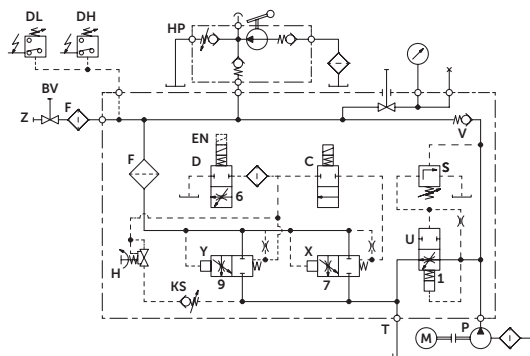 DL DH HP
BV
Z F
V
EN
F D C S
6
U
Y X
H 9 7 1
KS
T M P